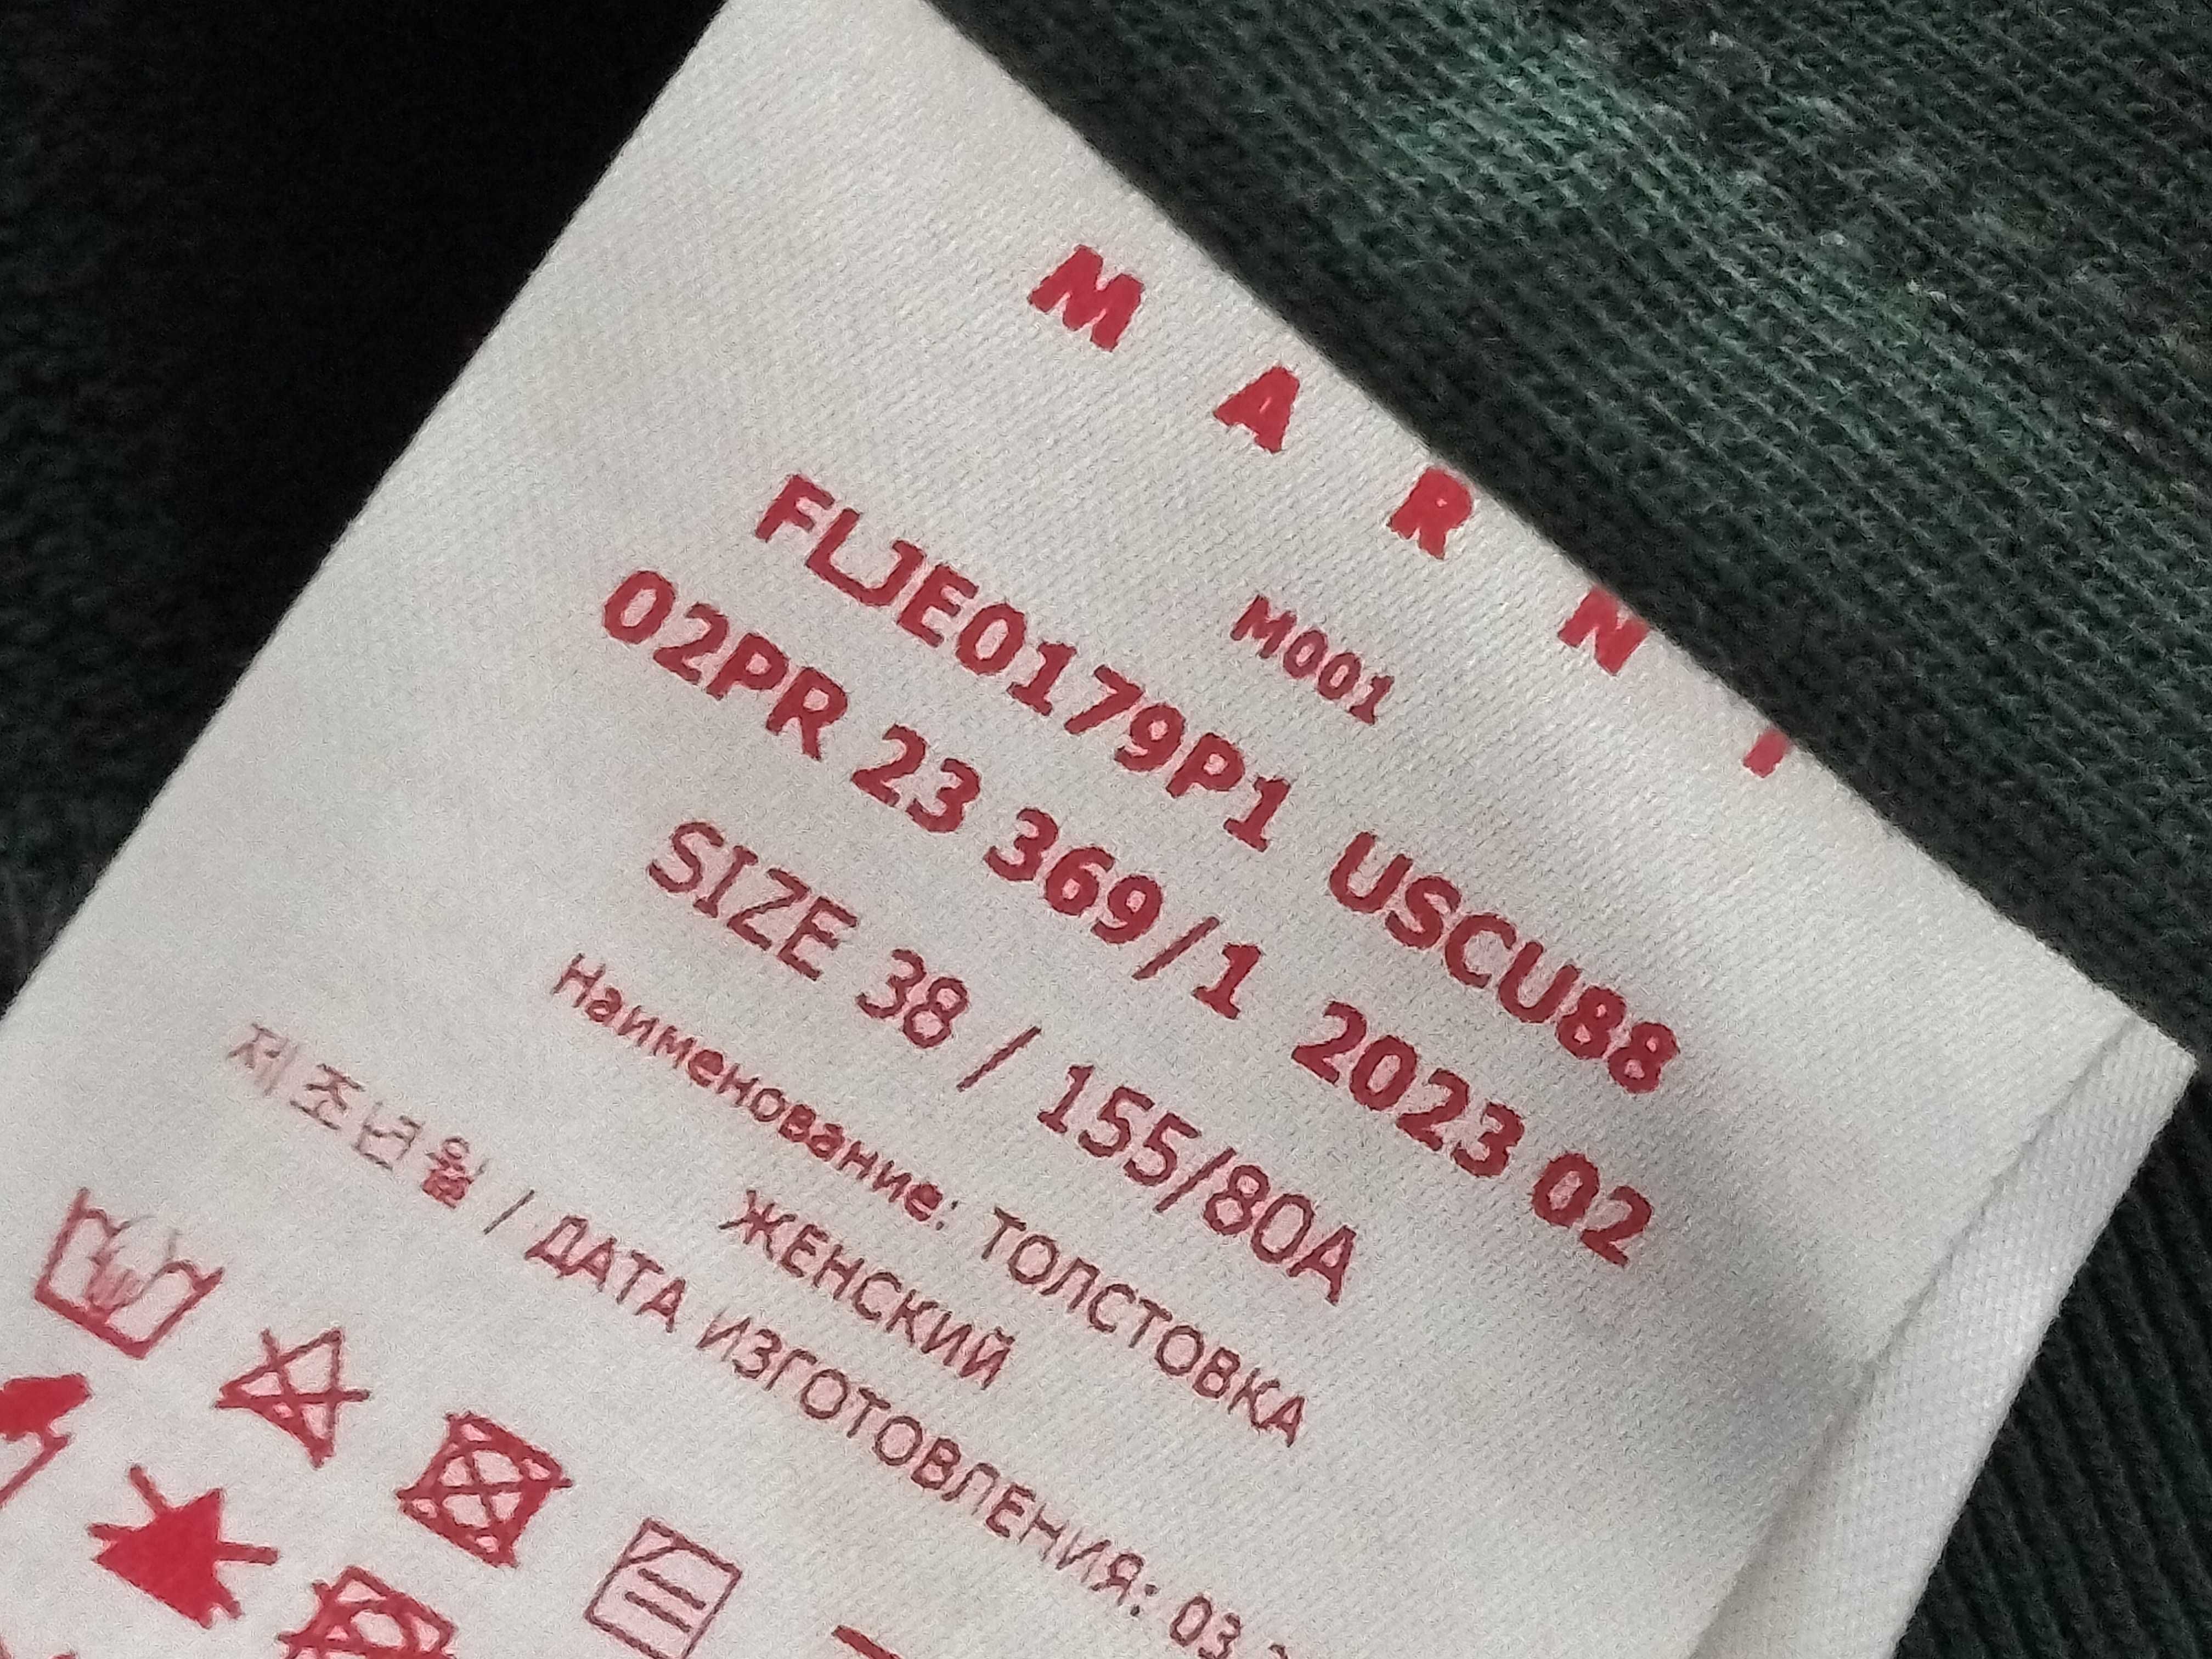 M A R N I
M001
FLJE0179P1 USCU88
02PR 23 369/1 2023 02
SIZE 38 / 155/80A
Наименование: ТОЛСТОВКА
ЖЕНСКИЙ
제조년월 / ДАТА ИЗГОТОВЛЕНИЯ: 03